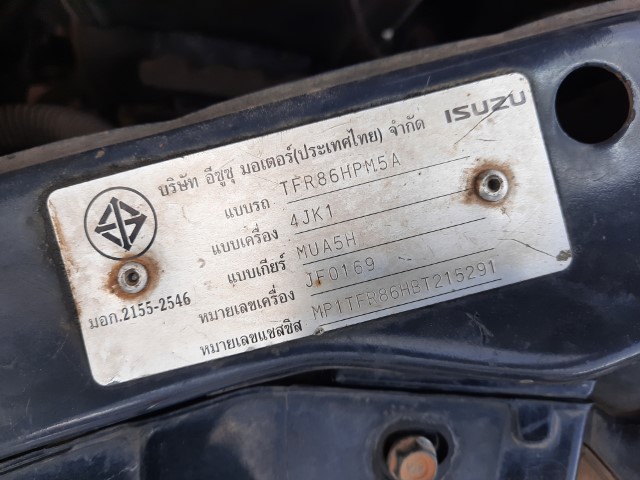 บริษัท อีซูซุ มอเตอร์(ประเทศไทย) จำกัด ISUZU
แบบรถ TFR86HPM5A
แบบเครื่อง 4JK1
แบบเกียร์ MUA5H
หมายเลขเครื่อง JF0169
หมายเลขแชสซิส MP1TFR86HBT215291
มอก.2155-2546